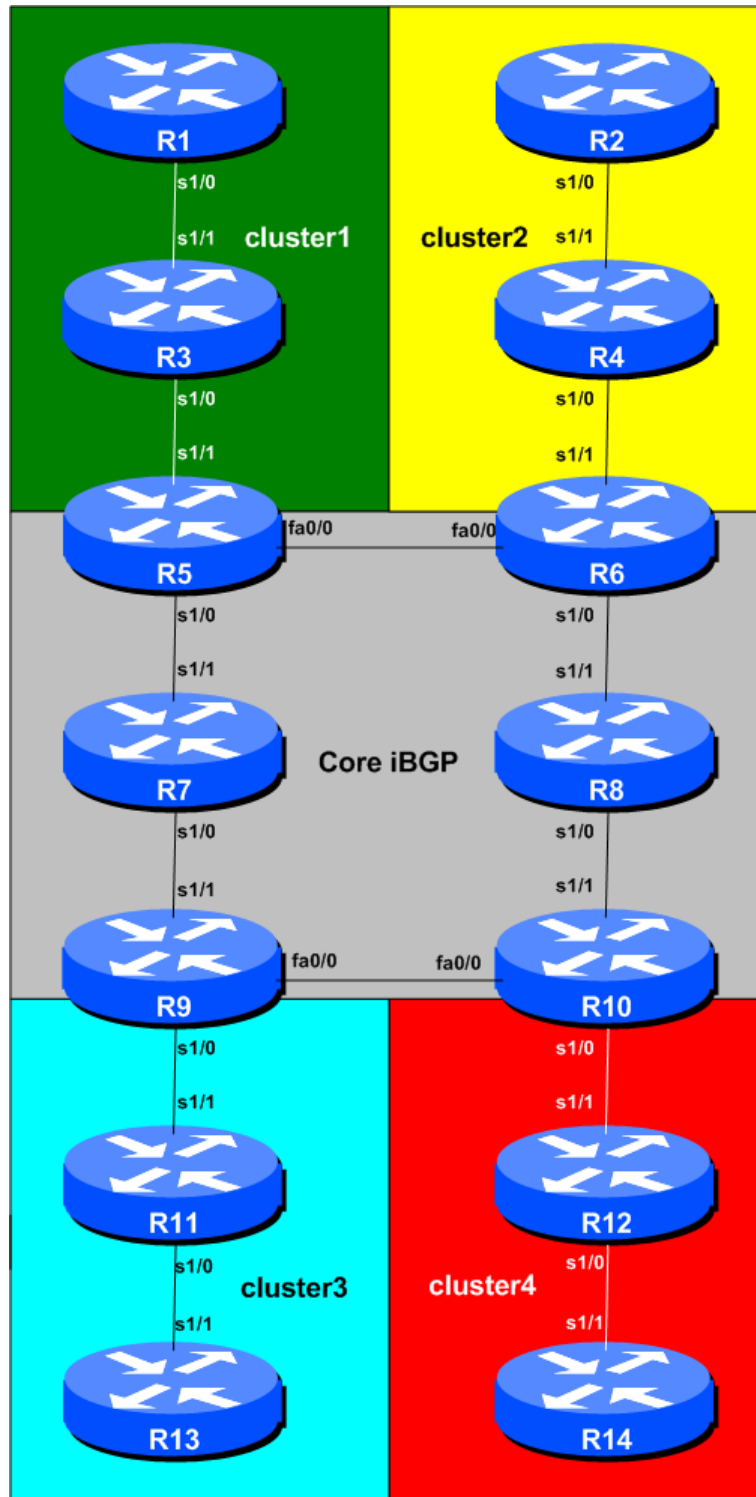 R1
R2
s1/0
s1/0
s1/1
cluster1
cluster2
s1/1
R3
R4
s1/0
s1/0
s1/1
s1/1
fa0/0
fa0/0
R5
R6
s1/0
s1/0
s1/1
s1/1
R7
Core iBGP
R8
s1/0
s1/0
s1/1
s1/1
fa0/0
fa0/0
R9
R10
s1/0
s1/0
s1/1
s1/1
R11
R12
s1/0
s1/0
cluster3
cluster4
s1/1
s1/1
R13
R14